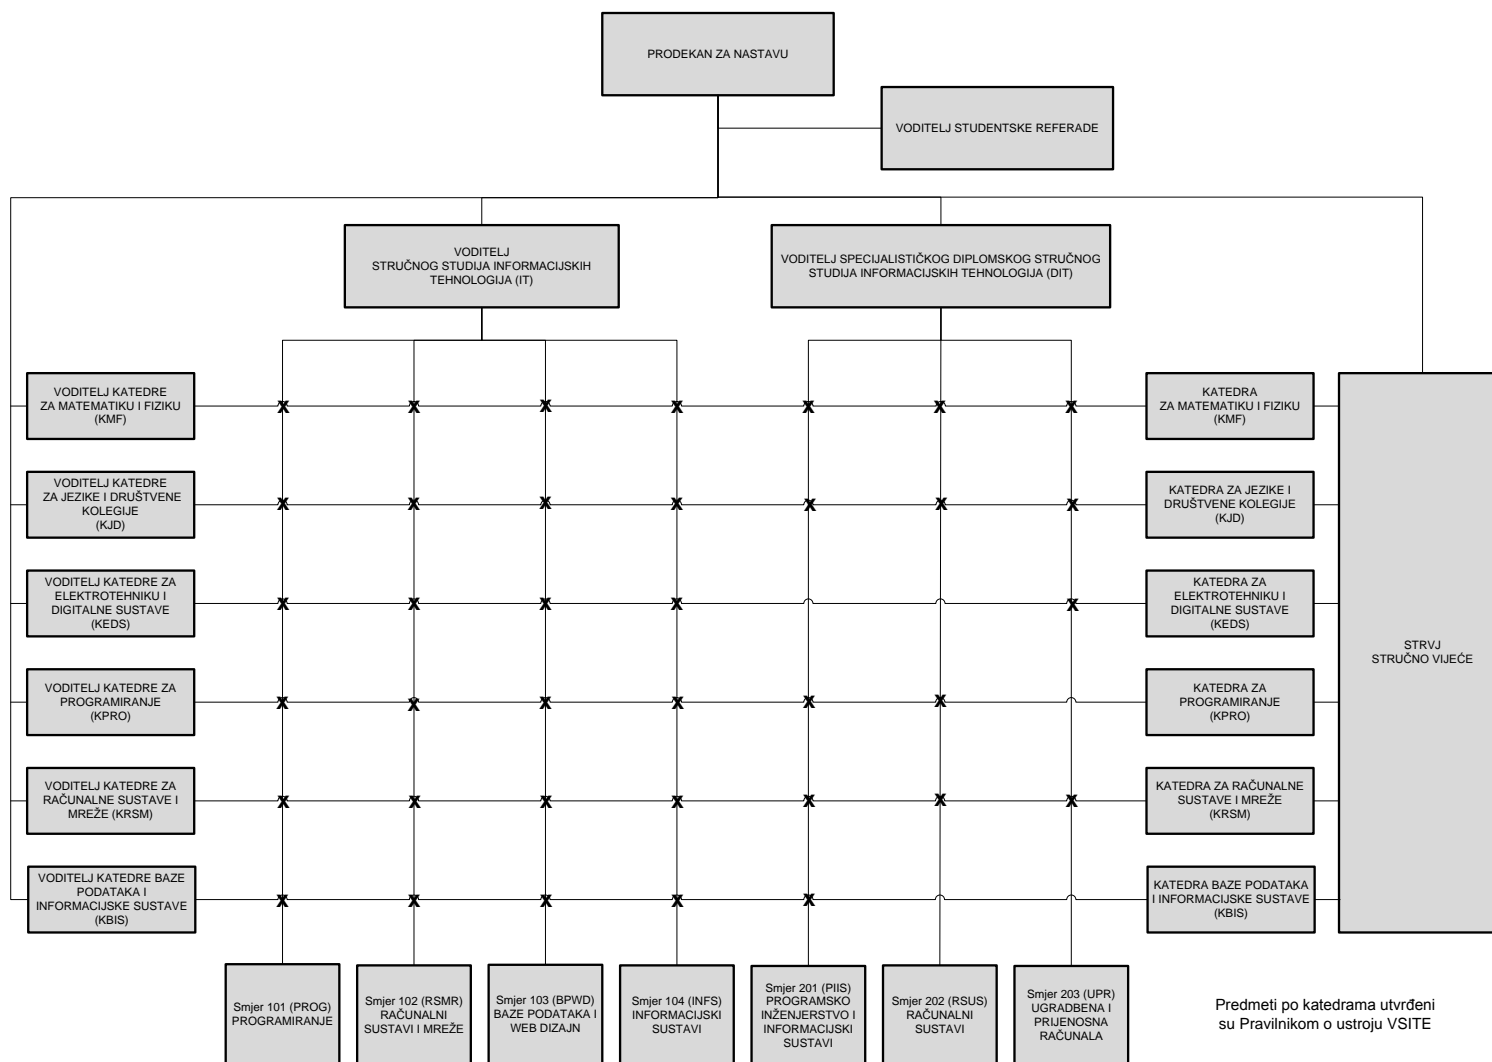 PRODEKAN ZA NASTAVU
VODITELJ STUDENTSKE REFERADE
VODITELJ
STRUČNOG STUDIJA INFORMACIJSKIH
TEHNOLOGIJA (IT)
VODITELJ SPECIJALISTIČKOG DIPLOMSKOG STRUČNOG
STUDIJA INFORMACIJSKIH TEHNOLOGIJA (DIT)
VODITELJ KATEDRE
ZA MATEMATIKU I FIZIKU
(KMF)
X X X X X X X
KATEDRA
ZA MATEMATIKU I FIZIKU
(KMF)
VODITELJ KATEDRE
ZA JEZIKE I DRUŠTVENE
KOLEGIJE
(KJD)
X X X X X X X
KATEDRA ZA JEZIKE I
DRUŠTVENE KOLEGIJE
(KJD)
VODITELJ KATEDRE ZA
ELEKTROTEHNIKU I
DIGITALNE SUSTAVE
(KEDS)
X X X X X
KATEDRA ZA
ELEKTROTEHNIKU I
DIGITALNE SUSTAVE
(KEDS)
STRVJ
STRUČNO VIJEĆE
VODITELJ KATEDRE ZA
PROGRAMIRANJE
(KPRO)
X X X X X X
KATEDRA ZA
PROGRAMIRANJE
(KPRO)
VODITELJ KATEDRE ZA
RAČUNALNE SUSTAVE I
MREŽE (KRSM)
X X X X X X X
KATEDRA ZA RAČUNALNE
SUSTAVE I MREŽE
(KRSM)
VODITELJ KATEDRE BAZE
PODATAKA I
INFORMACIJSKE SUSTAVE
(KBIS)
X X X X X
KATEDRA BAZE PODATAKA
I INFORMACIJSKE SUSTAVE
(KBIS)
Smjer 101 (PROG)
PROGRAMIRANJE
Smjer 102 (RSMR)
RAČUNALNI
SUSTAVI I MREŽE
Smjer 103 (BPWD)
BAZE PODATAKA I
WEB DIZAJN
Smjer 104 (INFS)
INFORMACIJSKI
SUSTAVI
Smjer 201 (PIIS)
PROGRAMSKO
INŽENJERSTVO I
INFORMACIJSKI
SUSTAVI
Smjer 202 (RSUS)
RAČUNALNI
SUSTAVI
Smjer 203 (UPR)
UGRADBENA I
PRIJENOSNA
RAČUNALA
Predmeti po katedrama utvrđeni
su Pravilnikom o ustroju VSITE